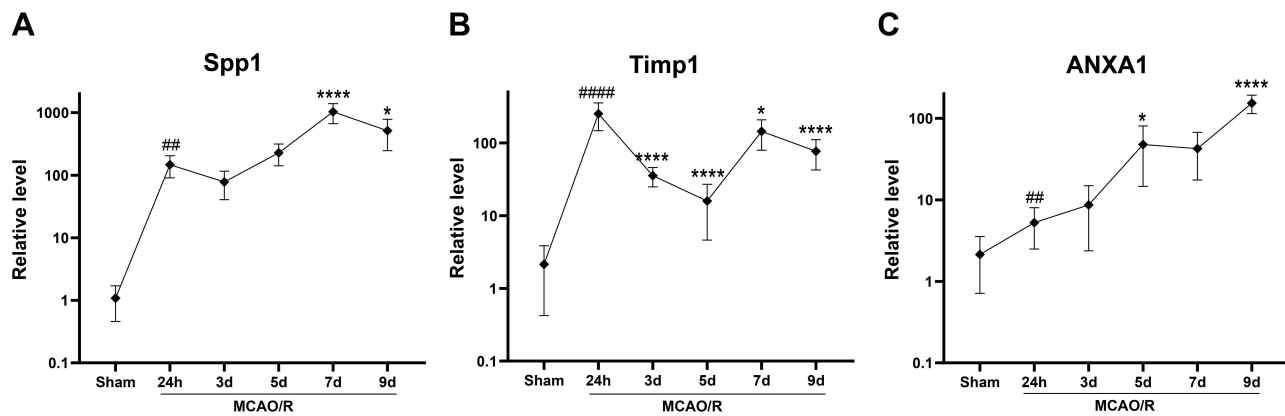 A
Spp1
Relative level
1000
100
10
1
0.1
##
****
*
Sham 24h 3d 5d 7d 9d
MCAO/R
B
Timp1
Relative level
100
10
1
0.1
####
****
****
*
****
Sham 24h 3d 5d 7d 9d
MCAO/R
C
ANXA1
Relative level
100
10
1
0.1
##
*
****
Sham 24h 3d 5d 7d 9d
MCAO/R